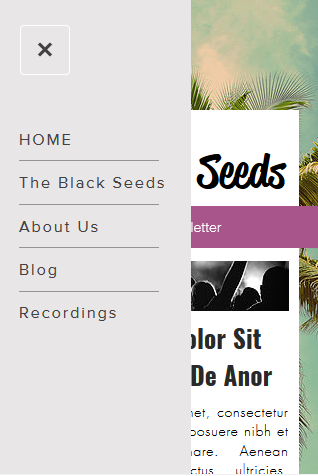 ✕
HOME
The Black Seeds
About Us
Blog
Recordings
Seeds
letter
olor Sit
De Anor
net, consectetur
posuere nibh et
nare. Aenean
ctus ultricies